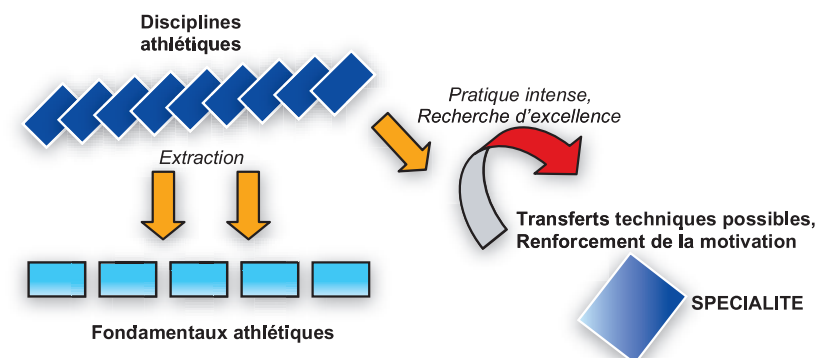 Disciplines
athlétiques
Pratique intense,
Recherche d'excellence
Extraction
Transferts techniques possibles,
Renforcement de la motivation
SPECIALITE
Fondamentaux athlétiques